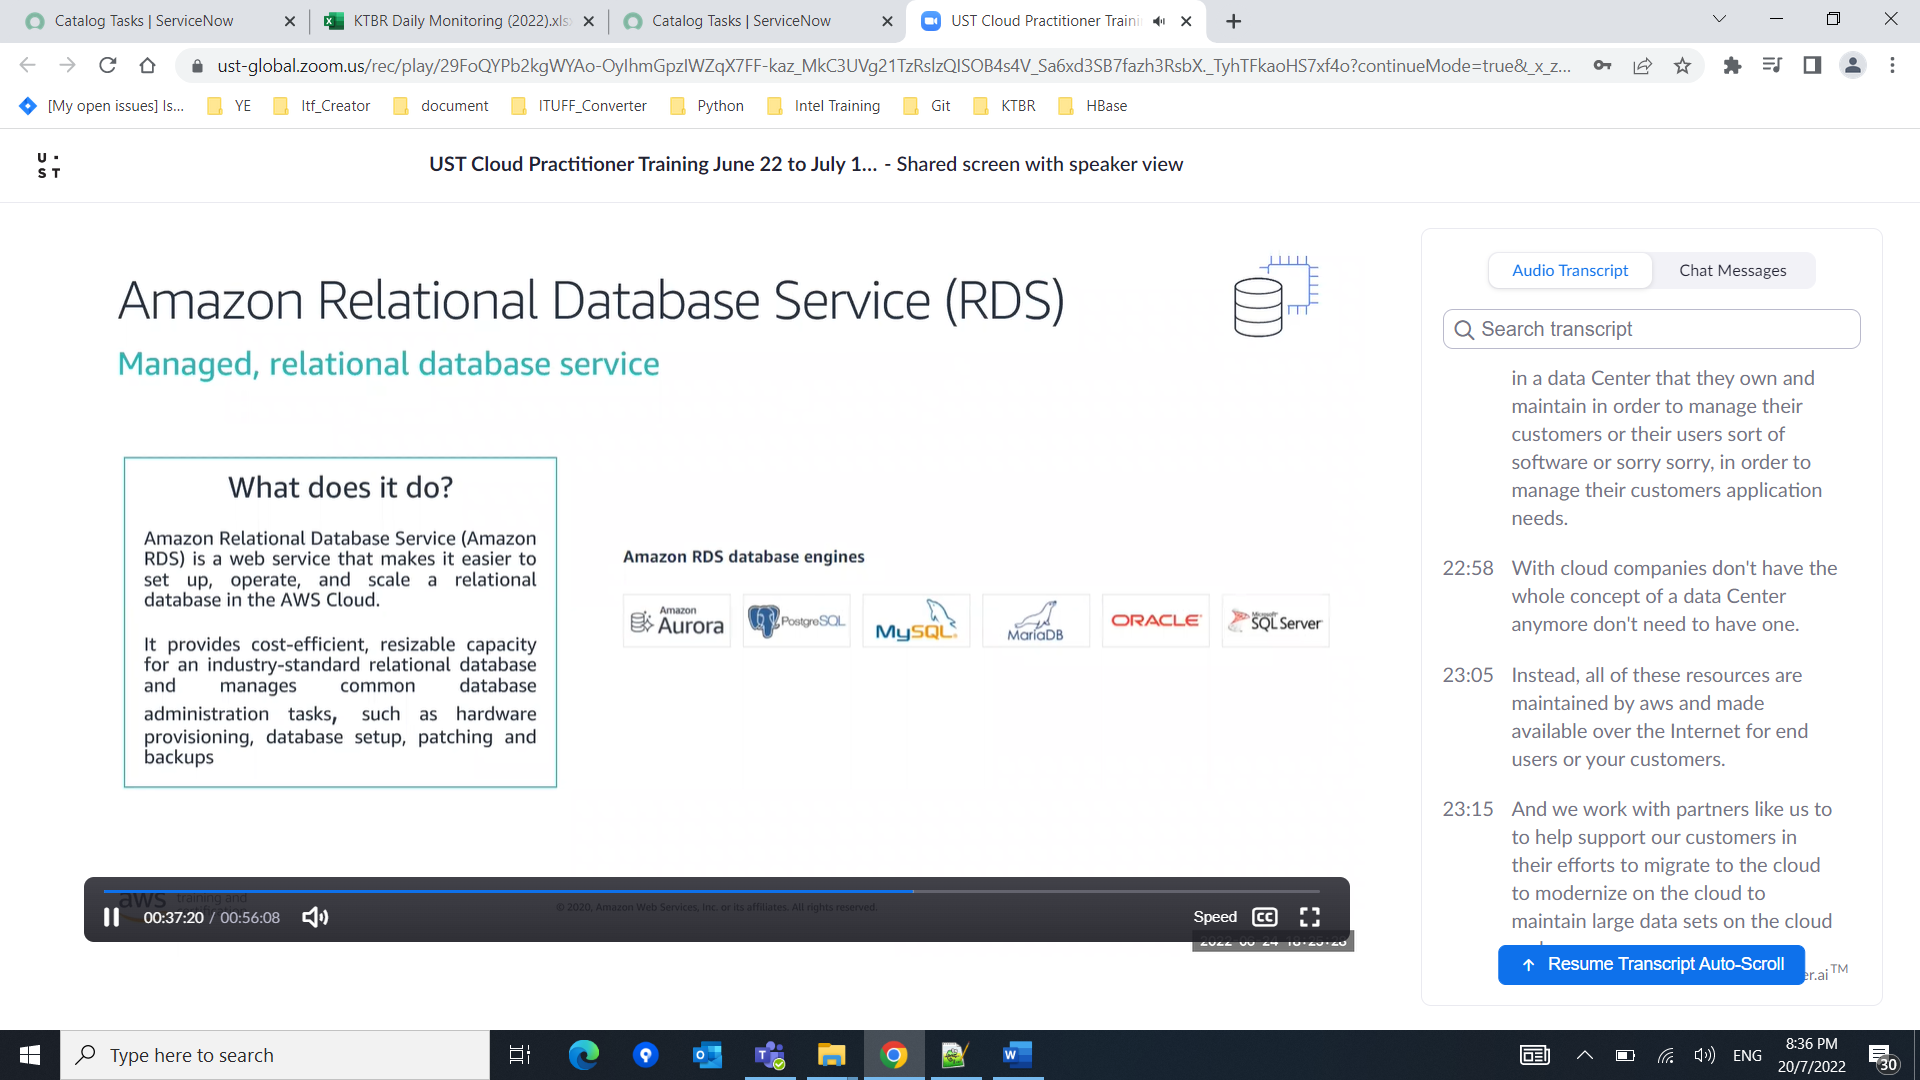 Catalog Tasks | ServiceNow
KTBR Daily Monitoring (2022).xls
Catalog Tasks | ServiceNow
UST Cloud Practitioner Traini
ust-global.zoom.us/rec/play/29FoQYPb2kgWYAo-OyIhmGpzIWZqX7FF-kaz_MkC3UVg21TzRslzQISOB4s4V_Sa6xd3SB7fazh3RsbX._TyhTFkaoHS7xf4o?continueMode=true&_x_z...
[My open issues] Is...
YE
Itf_Creator
document
ITUFF_Converter
Python
Intel Training
Git
KTBR
HBase
U
S T
UST Cloud Practitioner Training June 22 to July 1... - Shared screen with speaker view
Amazon Relational Database Service (RDS)
Managed, relational database service
What does it do?
Amazon Relational Database Service (Amazon
RDS) is a web service that makes it easier to
set up, operate, and scale a relational
database in the AWS Cloud.
It provides cost-efficient, resizable capacity
for an industry-standard relational database
and manages common database
administration tasks, such as hardware
provisioning, database setup, patching and
backups
Amazon RDS database engines
Amazon
Aurora
PostgreSQL
MySQL
MariaDB
ORACLE
Microsoft
SQL Server
aws training and
© 2020, Amazon Web Services, Inc. or its affiliates. All rights reserved.
00:37:20 / 00:56:08
Speed
CC
Audio Transcript
Chat Messages
Search transcript
in a data Center that they own and
maintain in order to manage their
customers or their users sort of
software or sorry sorry, in order to
manage their customers application
needs.
22:58 With cloud companies don't have the
whole concept of a data Center
anymore don't need to have one.
23:05 Instead, all of these resources are
maintained by aws and made
available over the Internet for end
users or your customers.
23:15 And we work with partners like us to
to help support our customers in
their efforts to migrate to the cloud
to modernize on the cloud to
maintain large data sets on the cloud
Resume Transcript Auto-Scroll
er.ai™
Type here to search
ENG
8:36 PM
20/7/2022
30